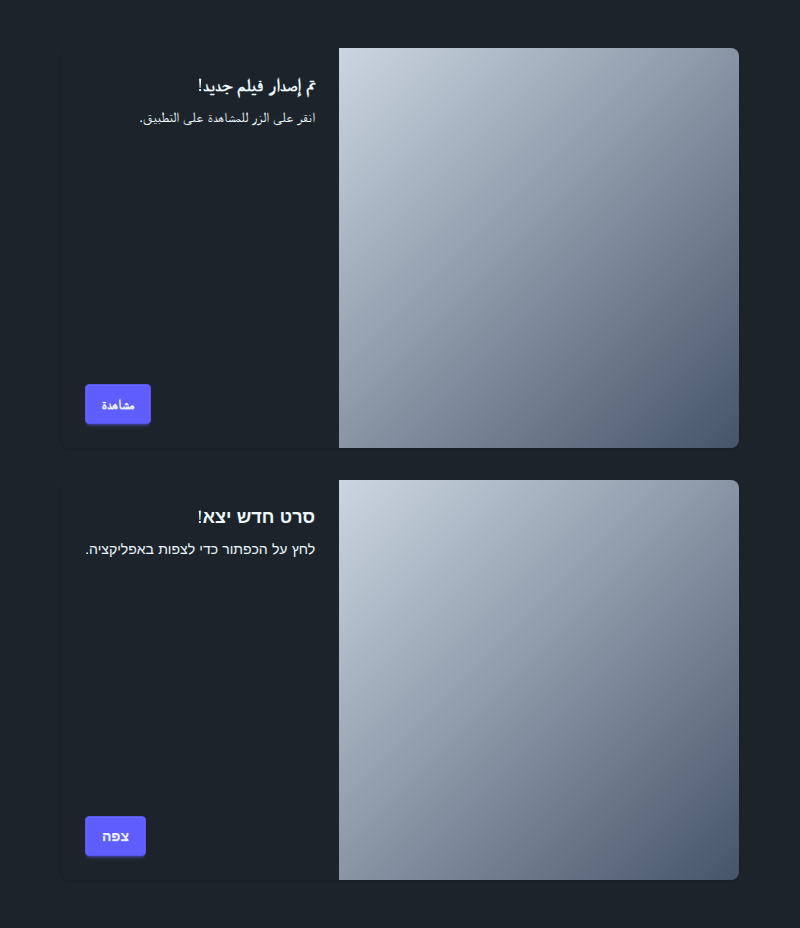 تم إصدار فيلم جديد!
انقر على الزر للمشاهدة على التطبيق.
مشاهدة
סרט חדש יצא!
לחץ על הכפתור כדי לצפות באפליקציה.
צפה